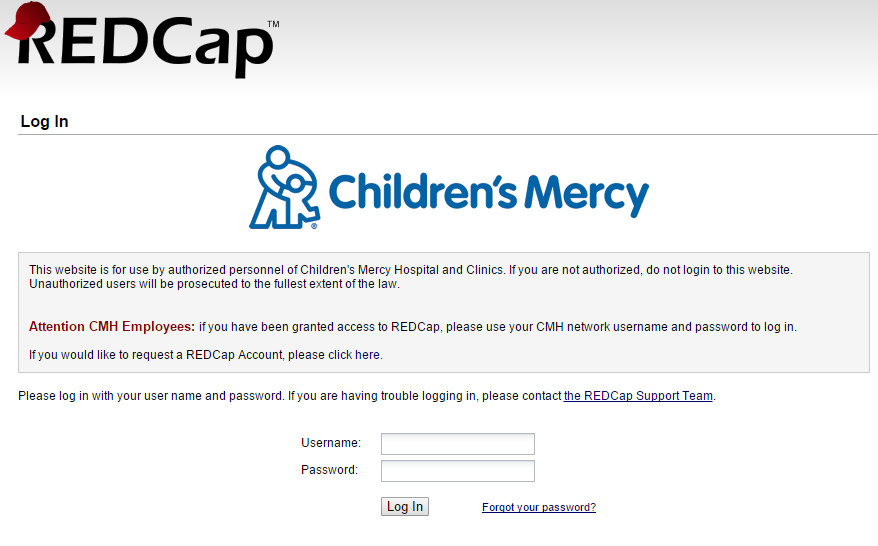 REDCap™
Log In
Children's Mercy
®
This website is for use by authorized personnel of Children's Mercy Hospital and Clinics. If you are not authorized, do not login to this website.
Unauthorized users will be prosecuted to the fullest extent of the law.
Attention CMH Employees: if you have been granted access to REDCap, please use your CMH network username and password to log in.
If you would like to request a REDCap Account, please click here.
Please log in with your user name and password. If you are having trouble logging in, please contact the REDCap Support Team.
Username:
Password:
Log In Forgot your password?